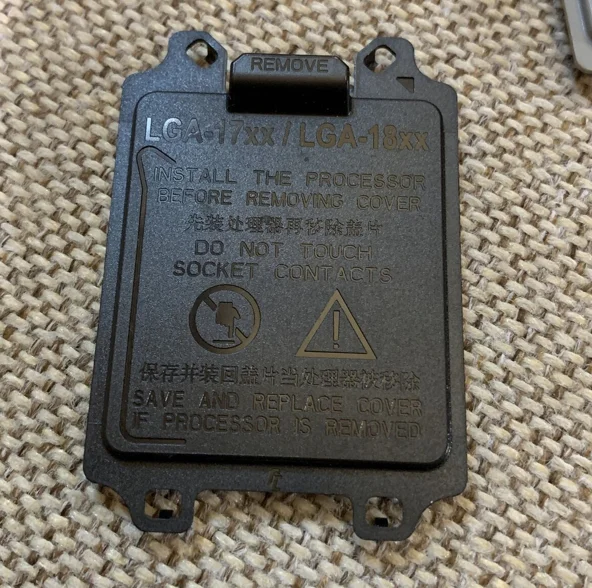 REMOVE
LGA-17xx / LGA-18xx
INSTALL THE PROCESSOR
BEFORE REMOVING COVER
先装处理器再移除盖片
DO NOT TOUCH
SOCKET CONTACTS
保存并装回盖片当处理器被移除
SAVE AND REPLACE COVER
IF PROCESSOR IS REMOVED